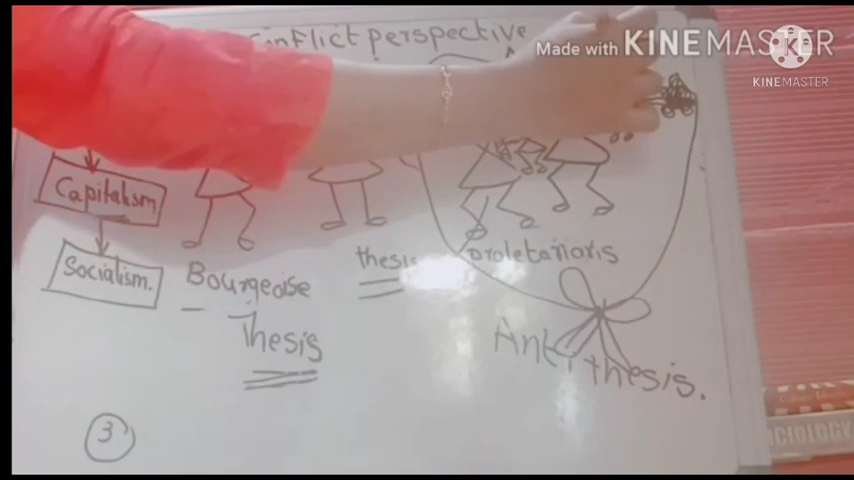 Conflict perspective
Made with KINEMASTER
KINEMASTER
Capitalism
Socialism.
Bourgeoise
thesis
proletariaris
Thesis
Antithesis.
3